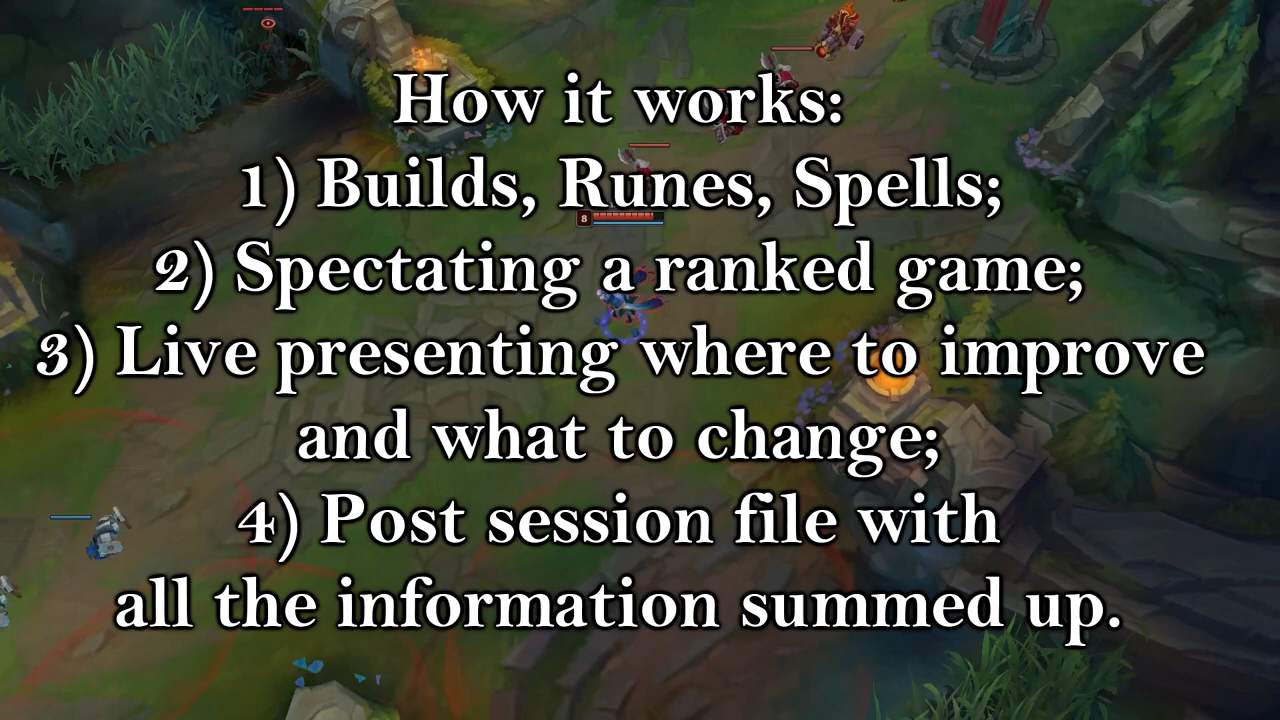 How it works:
1) Builds, Runes, Spells;
8
2) Spectating a ranked game;
3) Live presenting where to improve
and what to change;
4) Post session file with
all the information summed up.